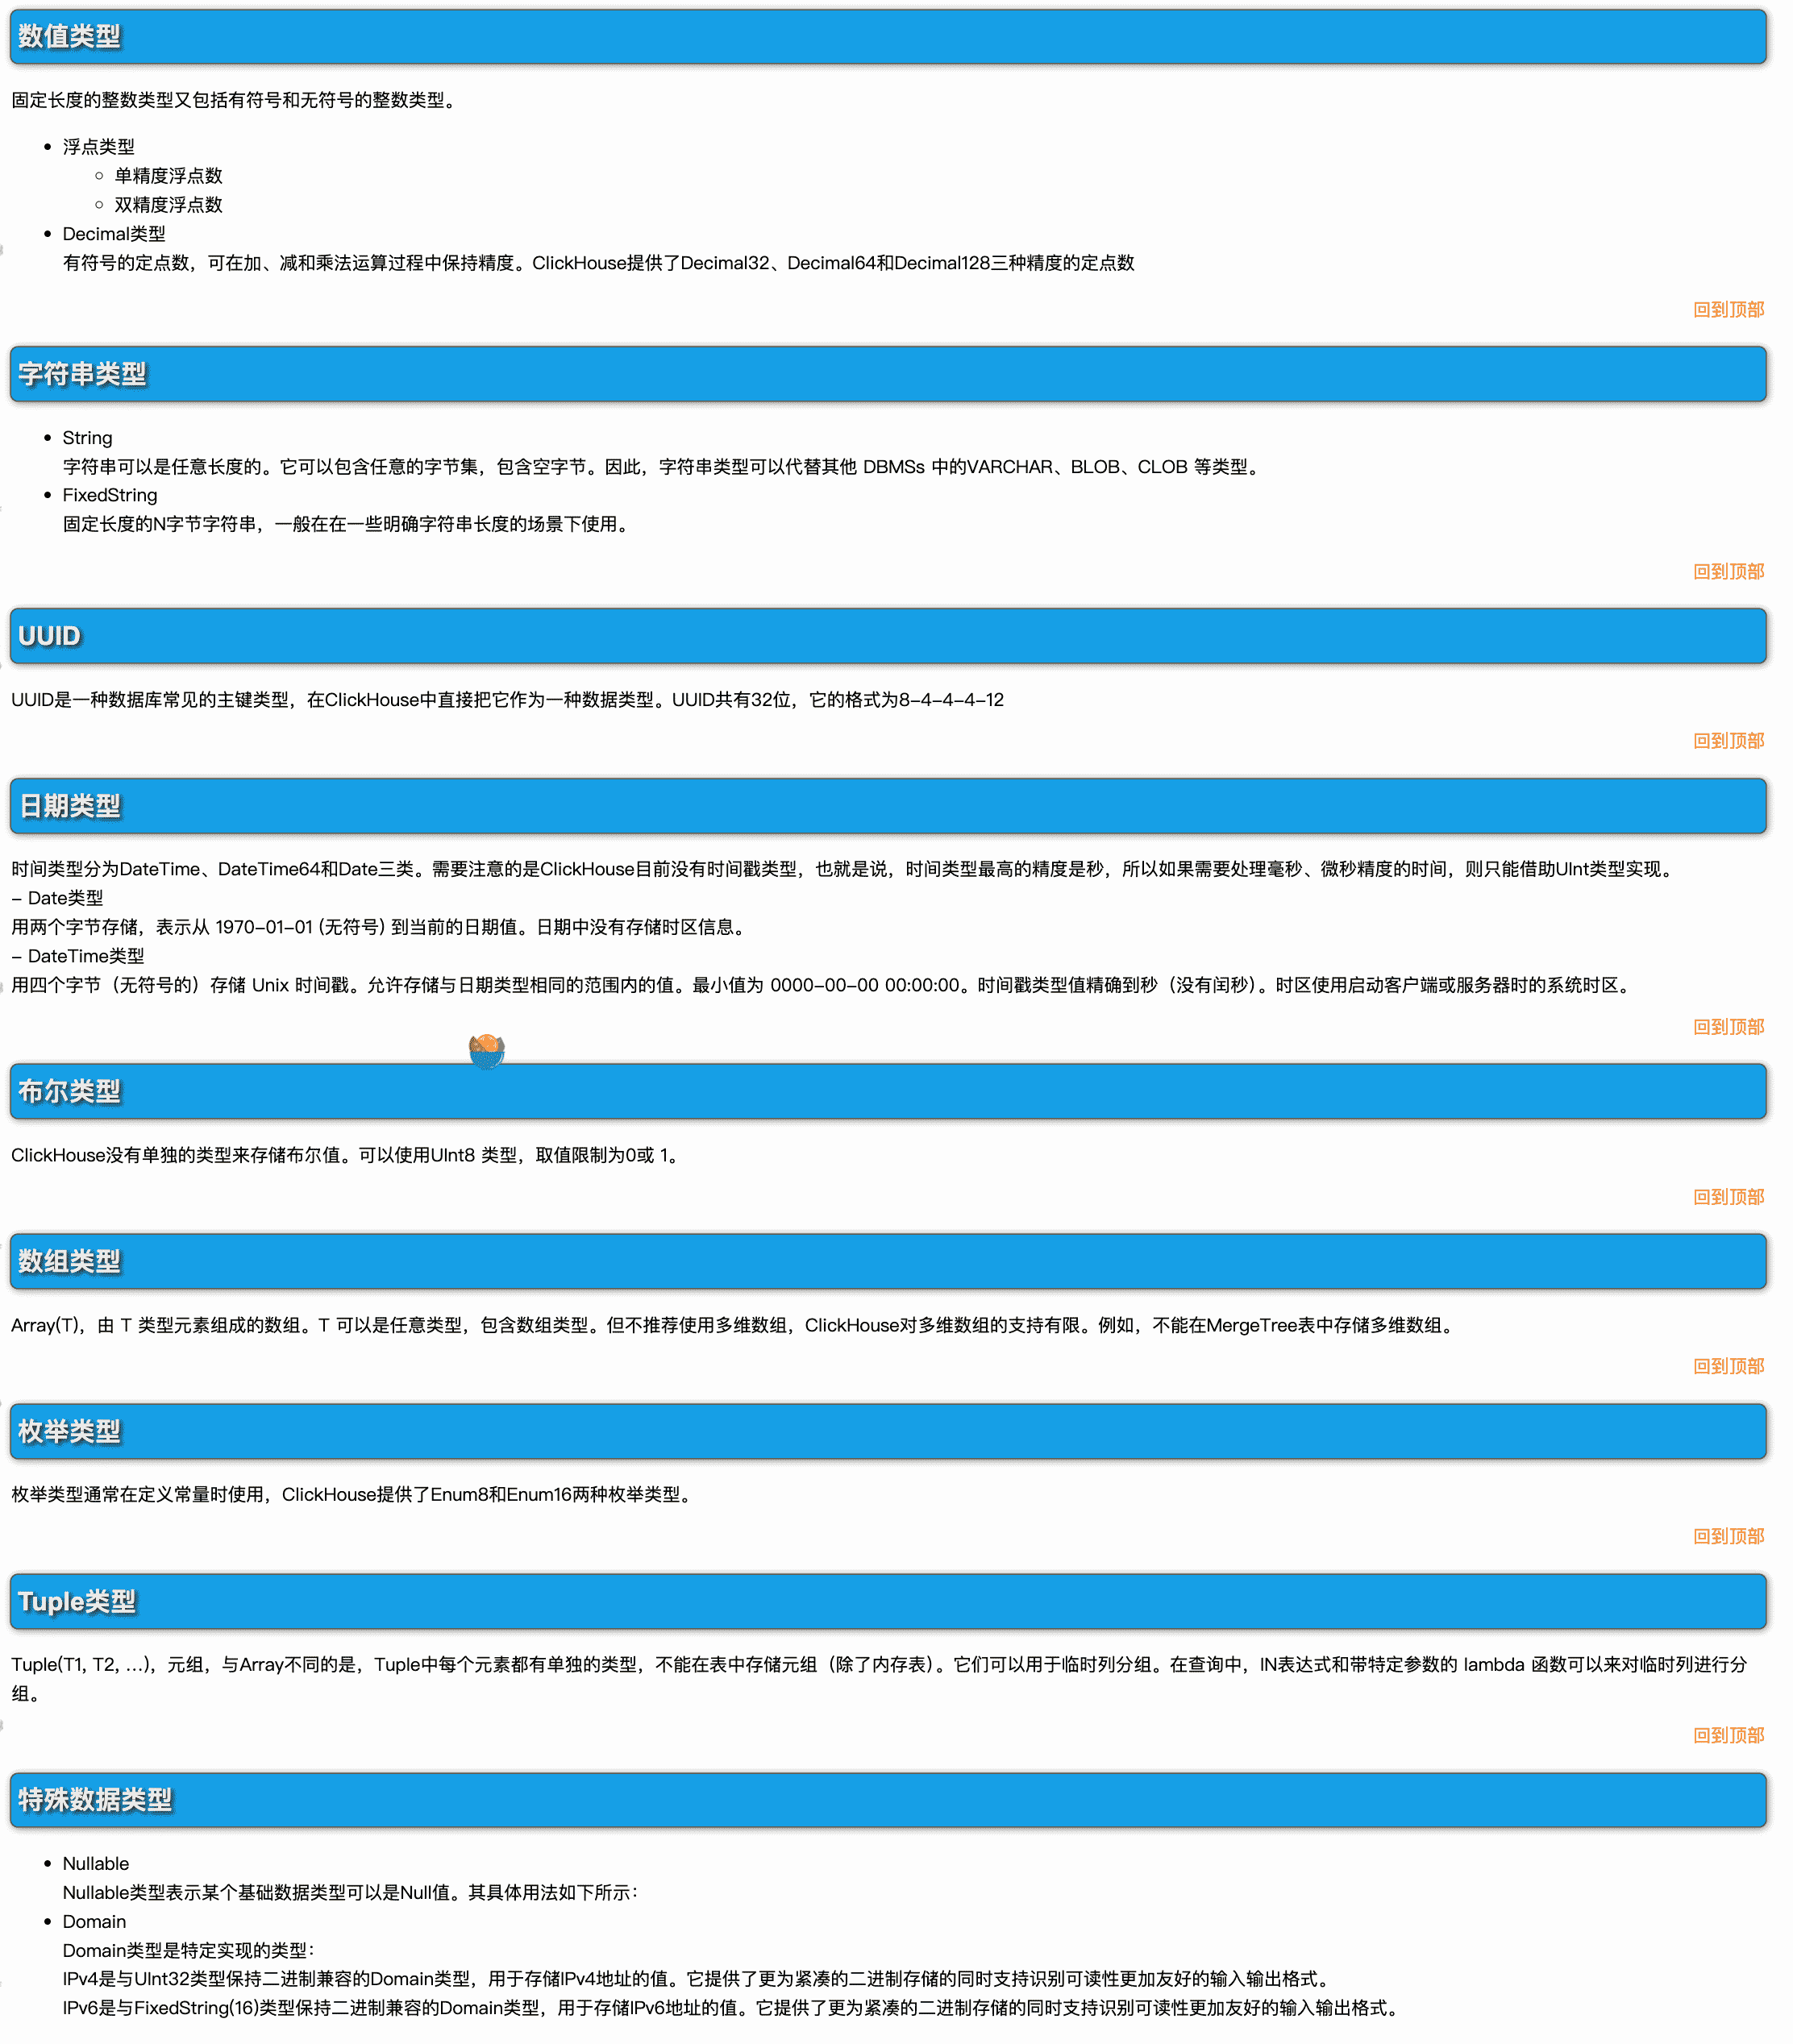 数值类型
固定长度的整数类型又包括有符号和无符号的整数类型。
• 浮点类型
◦ 单精度浮点数
◦ 双精度浮点数
• Decimal类型
有符号的定点数，可在加、减和乘法运算过程中保持精度。ClickHouse提供了Decimal32、Decimal64和Decimal128三种精度的定点数
回到顶部
字符串类型
• String
字符串可以是任意长度的。它可以包含任意的字节集，包含空字节。因此，字符串类型可以代替其他 DBMSs 中的VARCHAR、BLOB、CLOB 等类型。
• FixedString
固定长度的N字节字符串，一般在在一些明确字符串长度的场景下使用。
回到顶部
UUID
UUID是一种数据库常见的主键类型，在ClickHouse中直接把它作为一种数据类型。UUID共有32位，它的格式为8–4–4–4–12
回到顶部
日期类型
时间类型分为DateTime、DateTime64和Date三类。需要注意的是ClickHouse目前没有时间戳类型，也就是说，时间类型最高的精度是秒，所以如果需要处理毫秒、微秒精度的时间，则只能借助UInt类型实现。
– Date类型
用两个字节存储，表示从 1970–01–01 (无符号) 到当前的日期值。日期中没有存储时区信息。
– DateTime类型
用四个字节（无符号的）存储 Unix 时间戳。允许存储与日期类型相同的范围内的值。最小值为 0000–00–00 00:00:00。时间戳类型值精确到秒（没有闰秒）。时区使用启动客户端或服务器时的系统时区。
回到顶部
布尔类型
ClickHouse没有单独的类型来存储布尔值。可以使用UInt8 类型，取值限制为0或 1。
回到顶部
数组类型
Array(T)，由 T 类型元素组成的数组。T 可以是任意类型，包含数组类型。但不推荐使用多维数组，ClickHouse对多维数组的支持有限。例如，不能在MergeTree表中存储多维数组。
回到顶部
枚举类型
枚举类型通常在定义常量时使用，ClickHouse提供了Enum8和Enum16两种枚举类型。
回到顶部
Tuple类型
Tuple(T1, T2, …)，元组，与Array不同的是，Tuple中每个元素都有单独的类型，不能在表中存储元组（除了内存表）。它们可以用于临时列分组。在查询中，IN表达式和带特定参数的 lambda 函数可以来对临时列进行分
组。
回到顶部
特殊数据类型
• Nullable
Nullable类型表示某个基础数据类型可以是Null值。其具体用法如下所示：
• Domain
Domain类型是特定实现的类型：
IPv4是与UInt32类型保持二进制兼容的Domain类型，用于存储IPv4地址的值。它提供了更为紧凑的二进制存储的同时支持识别可读性更加友好的输入输出格式。
IPv6是与FixedString(16)类型保持二进制兼容的Domain类型，用于存储IPv6地址的值。它提供了更为紧凑的二进制存储的同时支持识别可读性更加友好的输入输出格式。